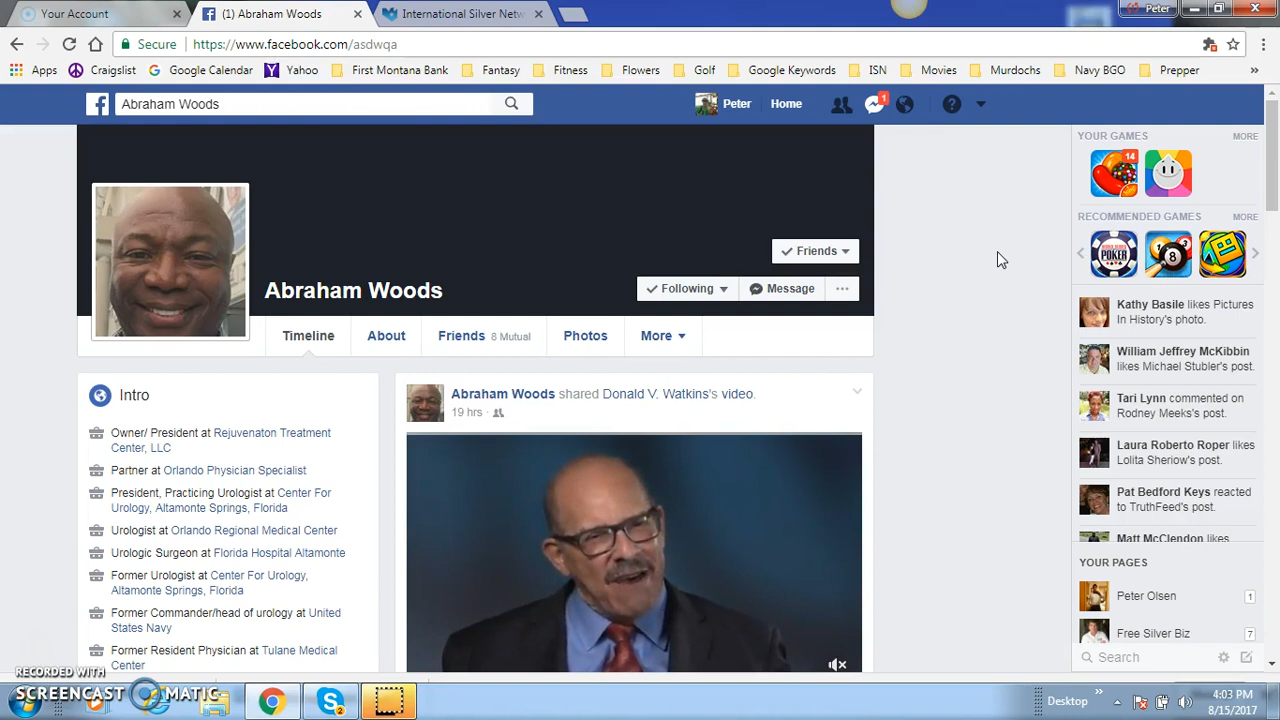 Your Account
(1) Abraham Woods
International Silver Netw
Peter
Secure https://www.facebook.com/asdwqa
Apps Craigslist Google Calendar Yahoo First Montana Bank Fantasy Fitness Flowers Golf Google Keywords ISN Movies Murdochs Navy BGO Prepper »
Abraham Woods
Peter Home 1
Friends
Abraham Woods
Following Message ...
Timeline About Friends 8 Mutual Photos More
Intro
Owner/ President at Rejuvenaton Treatment
Center, LLC
Partner at Orlando Physician Specialist
President, Practicing Urologist at Center For
Urology, Altamonte Springs, Florida
Urologist at Orlando Regional Medical Center
Urologic Surgeon at Florida Hospital Altamonte
Former Urologist at Center For Urology,
Altamonte Springs, Florida
Former Commander/head of urology at United
States Navy
Former Resident Physician at Tulane Medical
Center
Abraham Woods shared Donald V. Watkins's video.
19 hrs
YOUR GAMES MORE
14
RECOMMENDED GAMES MORE
POKER 8
Kathy Basile likes Pictures
In History's photo.
William Jeffrey McKibbin
likes Michael Stubler's post.
Tari Lynn commented on
Rodney Meeks's post.
Laura Roberto Roper likes
Lolita Sheriow's post.
Pat Bedford Keys reacted
to TruthFeed's post.
Matt McClendon likes
YOUR PAGES
Peter Olsen 1
Free Silver Biz 7
Search
RECORDED WITH
SCREENCAST MATIC
2
Desktop »
4:03 PM
8/15/2017